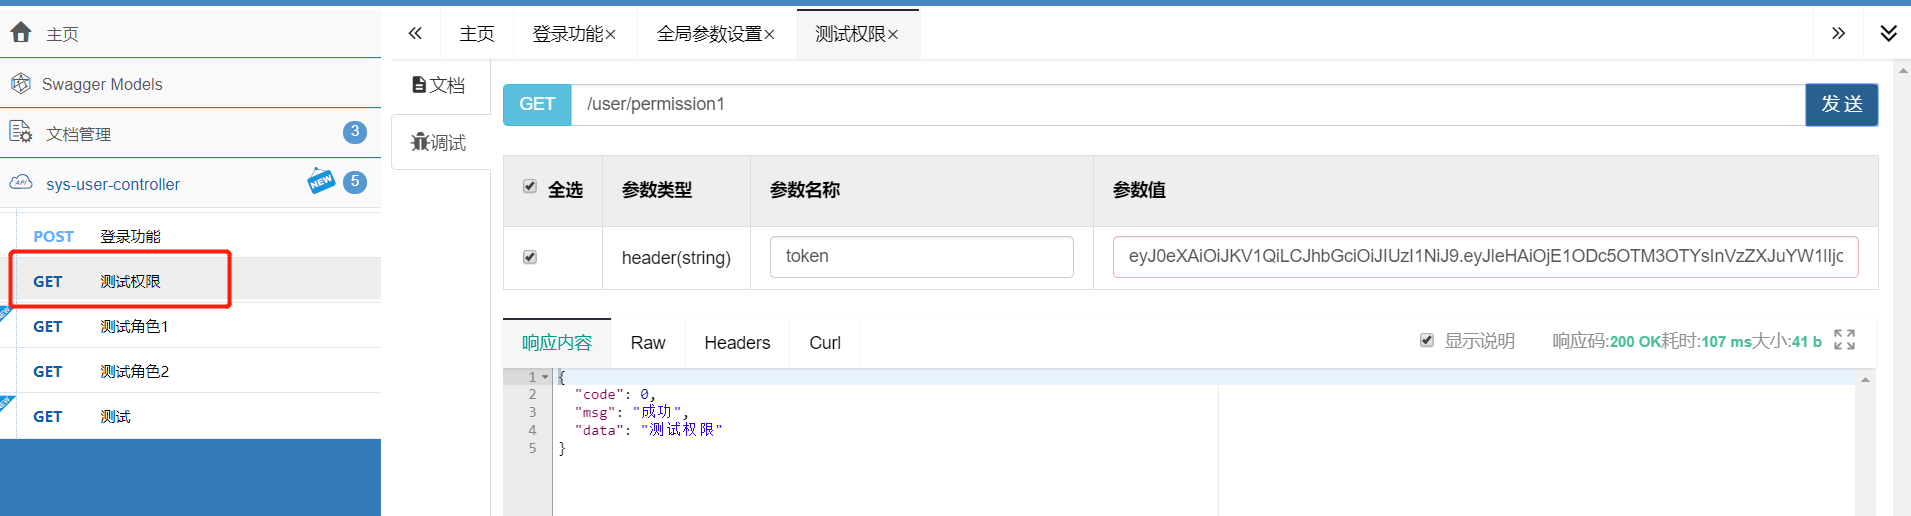 主页
Swagger Models
文档管理 3
sys-user-controller NEW 5
POST 登录功能
GET 测试权限
GET 测试角色1
GET 测试角色2
GET 测试
主页 登录功能× 全局参数设置× 测试权限×
文档
调试
GET /user/permission1 发送
全选 参数类型 参数名称 参数值
header(string) token eyJ0eXAiOiJKV1QiLCJhbGciOiJIUzI1NiJ9.eyJleHAiOjE1ODc5OTM3OTYsInVzZXJuYW1lIjc
响应内容 Raw Headers Curl 显示说明 响应码:200 OK耗时:107 ms大小:41 b
1 {
2 "code": 0,
3 "msg": "成功",
4 "data": "测试权限"
5 }